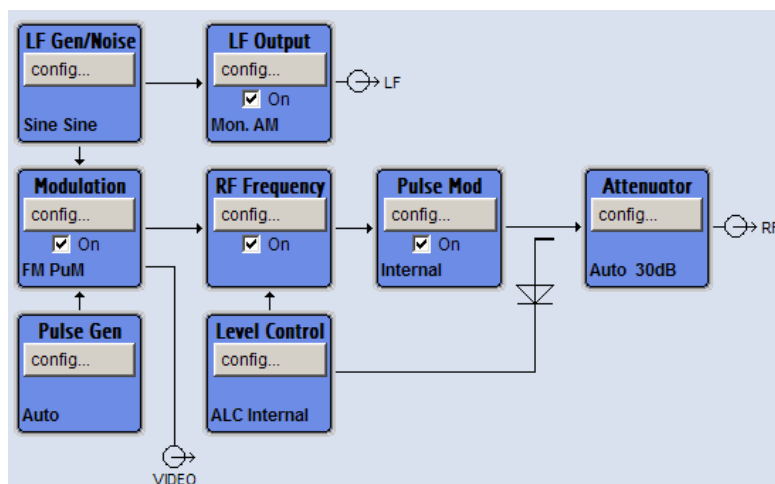 LF Gen/Noise
config...
Sine Sine
LF Output
config...
On
Mon. AM
LF
Modulation
config...
On
FM PuM
RF Frequency
config...
On
Pulse Mod
config...
On
Internal
Attenuator
config...
Auto 30dB
RF
Pulse Gen
config...
Auto
Level Control
config...
ALC Internal
VIDEO